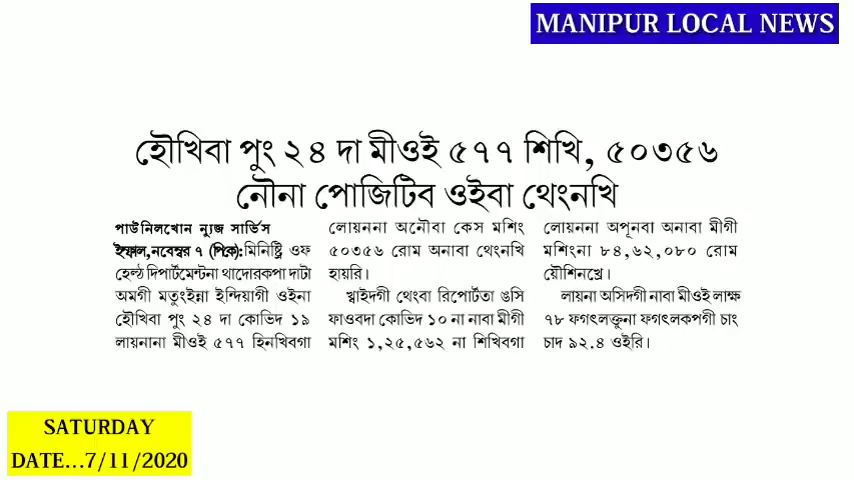 MANIPUR LOCAL NEWS
হৌখিবা পুং ২৪ দা মীওই ৫৭৭ শিখি, ৫০৩৫৬
নৌনা পোজিটিব ওইবা থেংনখি
পাউনিলখোন ন্যুজ সার্ভিস
ইম্ফাল,নবেম্বর ৭ (পিকে): মিনিষ্ট্রি ওফ
হেল্ঠ দিপার্টমেন্টনা থাদোরকপা দাটা
অমগী মতুংইন্না ইন্দিয়াগী ওইনা
হৌখিবা পুং ২৪ দা কোভিদ ১৯
লায়নানা মীওই ৫৭৭ হিনখিবগা
লোয়ননা অনৌবা কেস মশিং
৫০৩৫৬ রোম অনাবা থেংনখি
হায়রি।
খ্বাইদগী থেংবা রিপোর্টতা ঙসি
ফাওবদা কোভিদ ১০ না নাবা মীগী
মশিং ১,২৫,৫৬২ না শিখিবগা
লোয়ননা অপূনবা অনাবা মীগী
মশিংনা ৮৪,৬২,০৮০ রোম
য়ৌশিনখ্রে।
লায়না অসিদগী নাবা মীওই লাক্ষ
৭৮ ফগৎলক্তুনা ফগৎলকপগী চাং
চাদ ৯২.৪ ওইরি।
SATURDAY
DATE...7/11/2020